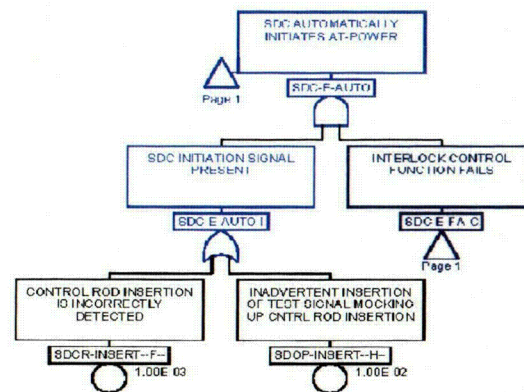 SDC AUTOMATICALLY
INITIATES AT-POWER
Page 1
SDC-F-AUTO
SDC INITIATION SIGNAL
PRESENT
INTERLOCK CONTROL
FUNCTION FAILS
SDC E AUTO I
SDC E FA C
Page 1
CONTROL ROD INSERTION
IS INCORRECTLY
DETECTED
INADVERTENT INSERTION
OF TEST SIGNAL MOCKING
UP CNTRL ROD INSERTION
SDCR-INSERT--F--
SDOP-INSERT--H--
1.00E 03
1.00E 02